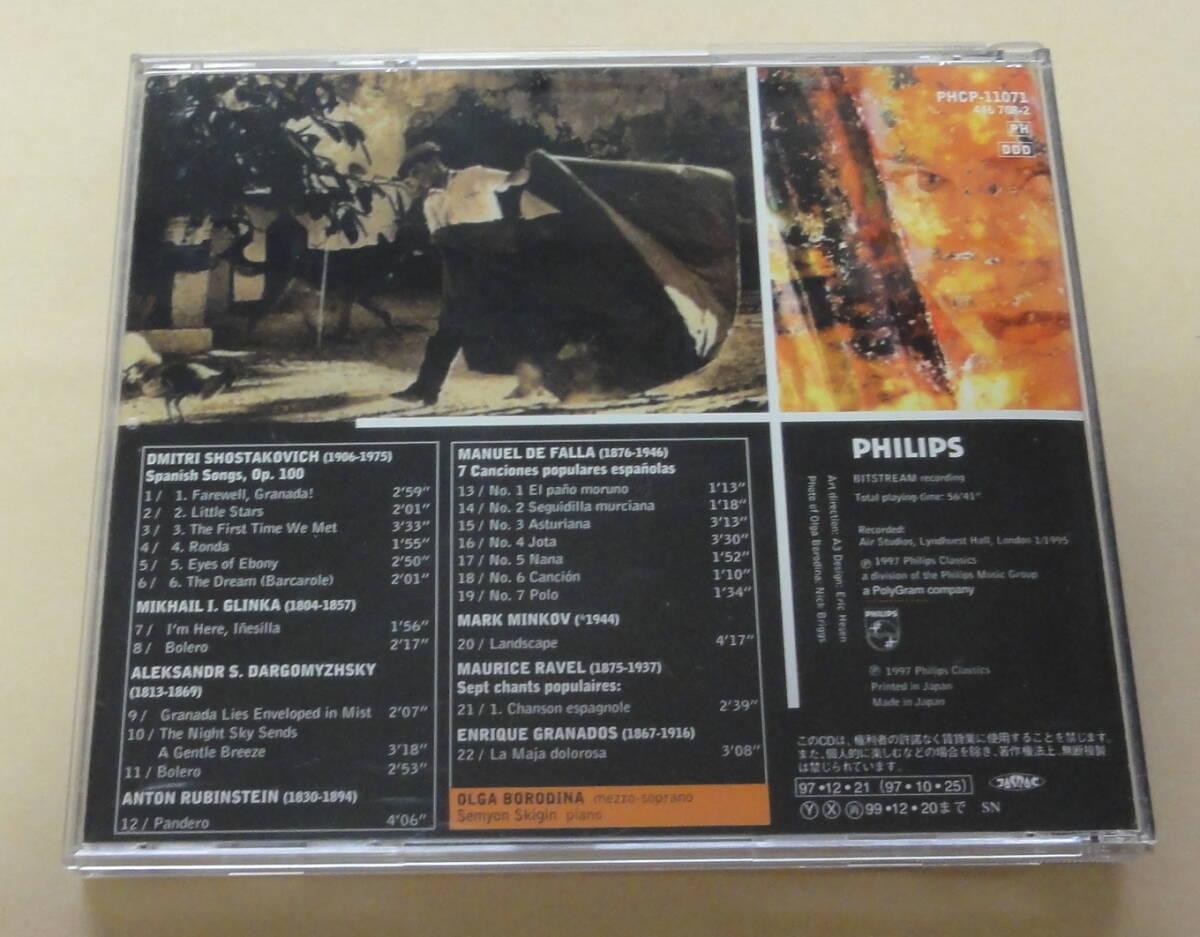 PHCP-11071
446 708-2
PH
DDD
DMITRI SHOSTAKOVICH (1906-1975)
Spanish Songs, Op. 100
1 / 1. Farewell, Granada! 2’59”
2 / 2. Little Stars 2’01”
3 / 3. The First Time We Met 3’33”
4 / 4. Ronda 1’55”
5 / 5. Eyes of Ebony 2’50”
6 / 6. The Dream (Barcarole) 2’01”
MIKHAIL I. GLINKA (1804-1857)
7 / I'm Here, Iñesilla 1’56”
8 / Bolero 2’17”
ALEKSANDR S. DARGOMYZHSKY
(1813-1869)
9 / Granada Lies Enveloped in Mist 2’07”
10 / The Night Sky Sends
A Gentle Breeze 3’18”
11 / Bolero 2’53”
ANTON RUBINSTEIN (1830-1894)
12 / Pandero 4’06”
MANUEL DE FALLA (1876-1946)
7 Canciones populares españolas
13 / No. 1 El paño moruno 1’13”
14 / No. 2 Seguidilla murciana 1’18”
15 / No. 3 Asturiana 3’13”
16 / No. 4 Jota 3’30”
17 / No. 5 Nana 1’52”
18 / No. 6 Canción 1’10”
19 / No. 7 Polo 1’34”
MARK MINKOV (*1944)
20 / Landscape 4’17”
MAURICE RAVEL (1875-1937)
Sept chants populaires:
21 / 1. Chanson espagnole 2’39”
ENRIQUE GRANADOS (1867-1916)
22 / La Maja dolorosa 3’08”
OLGA BORODINA mezzo-soprano
Semyon Skigin piano
PHILIPS
BITSTREAM recording
Total playing time: 56’41”
Recorded:
Air Studios, Lyndhurst Hall, London 1/1995
Ⓟ 1997 Philips Classics
a division of the Philips Music Group
a PolyGram company
PHILIPS
Ⓟ 1997 Philips Classics
Printed in Japan
Made in Japan
Art direction: A3 Design: Eric
Photo of Olga Borodina: Nick Briggs
このCDは、権利者の許諾なく賃貸業に使用することを禁じます。
また、個人的に楽しむなどの場合を除き、著作権法上、無断複製
は禁じられています。
97・12・21 (97・10・25)
JASRAC
Ⓨ Ⓧ 99・12・20まで SN